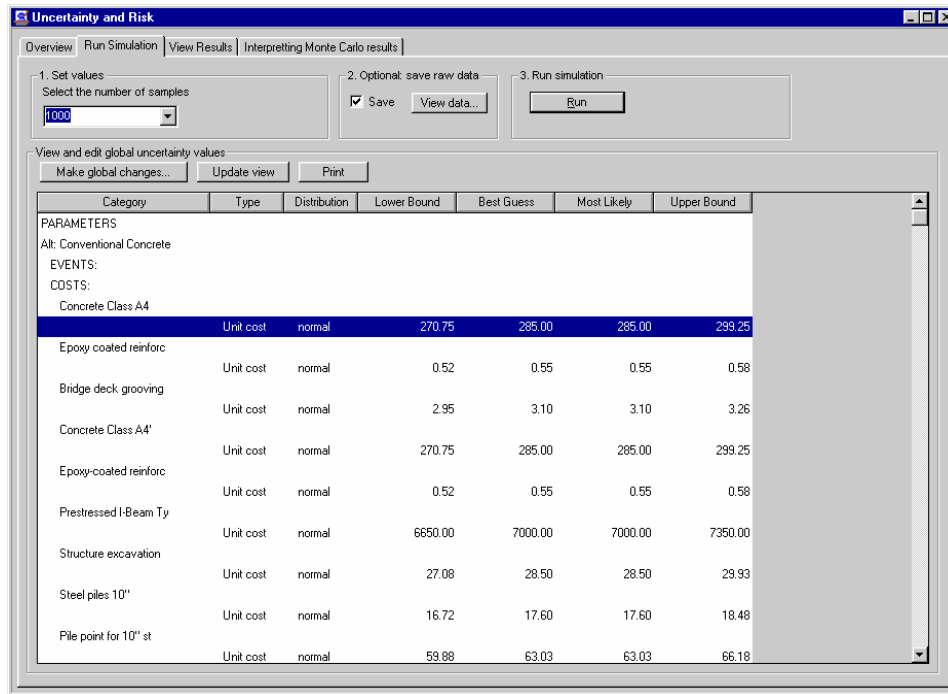 Uncertainty and Risk
Overview Run Simulation View Results Interpretting Monte Carlo results
1. Set values 2. Optional: save raw data 3. Run simulation
Select the number of samples
1000 Save View data... Run
View and edit global uncertainty values
Make global changes... Update view Print
Category Type Distribution Lower Bound Best Guess Most Likely Upper Bound
PARAMETERS
Alt: Conventional Concrete
EVENTS:
COSTS:
Concrete Class A4
Unit cost normal 270.75 285.00 285.00 299.25
Epoxy coated reinforc
Unit cost normal 0.52 0.55 0.55 0.58
Bridge deck grooving
Unit cost normal 2.95 3.10 3.10 3.26
Concrete Class A4'
Unit cost normal 270.75 285.00 285.00 299.25
Epoxy-coated reinforc
Unit cost normal 0.52 0.55 0.55 0.58
Prestressed I-Beam Ty
Unit cost normal 6650.00 7000.00 7000.00 7350.00
Structure excavation
Unit cost normal 27.08 28.50 28.50 29.93
Steel piles 10"
Unit cost normal 16.72 17.60 17.60 18.48
Pile point for 10" st
Unit cost normal 59.88 63.03 63.03 66.18